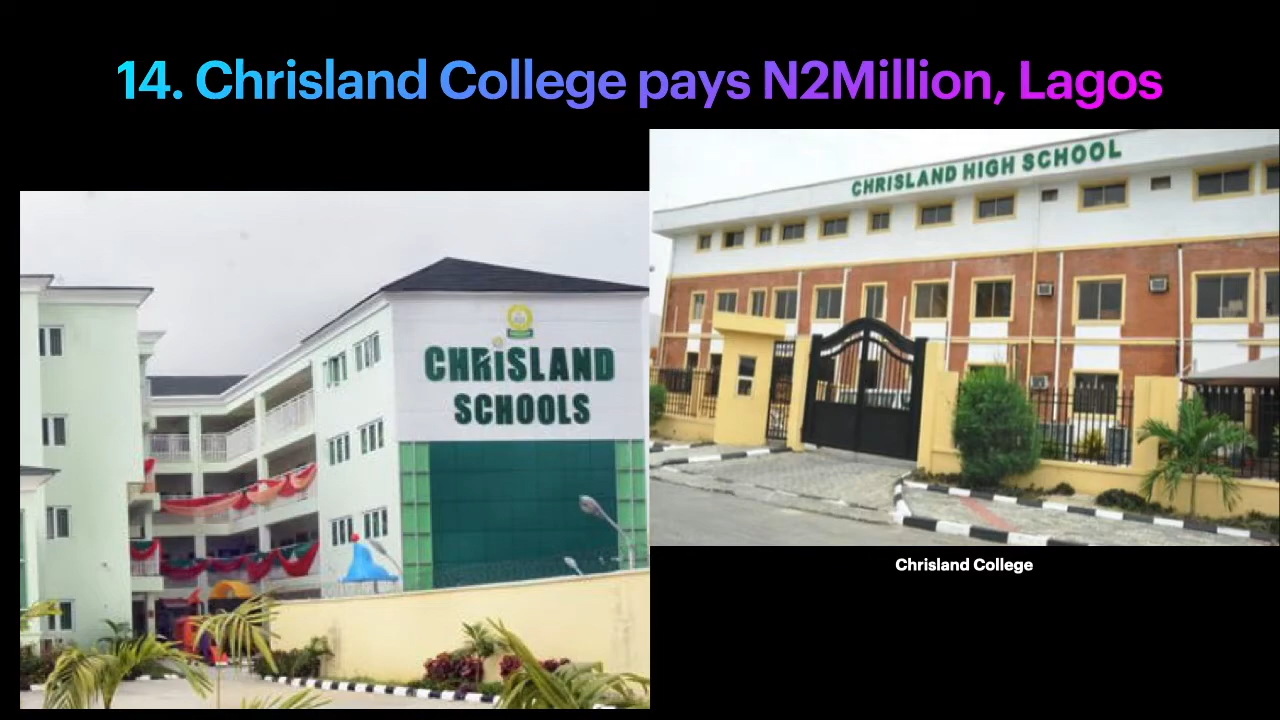 14. Chrisland College pays N2Million, Lagos
CHRISLAND HIGH SCHOOL
CHRiSLAND
SCHOOLS
Chrisland College